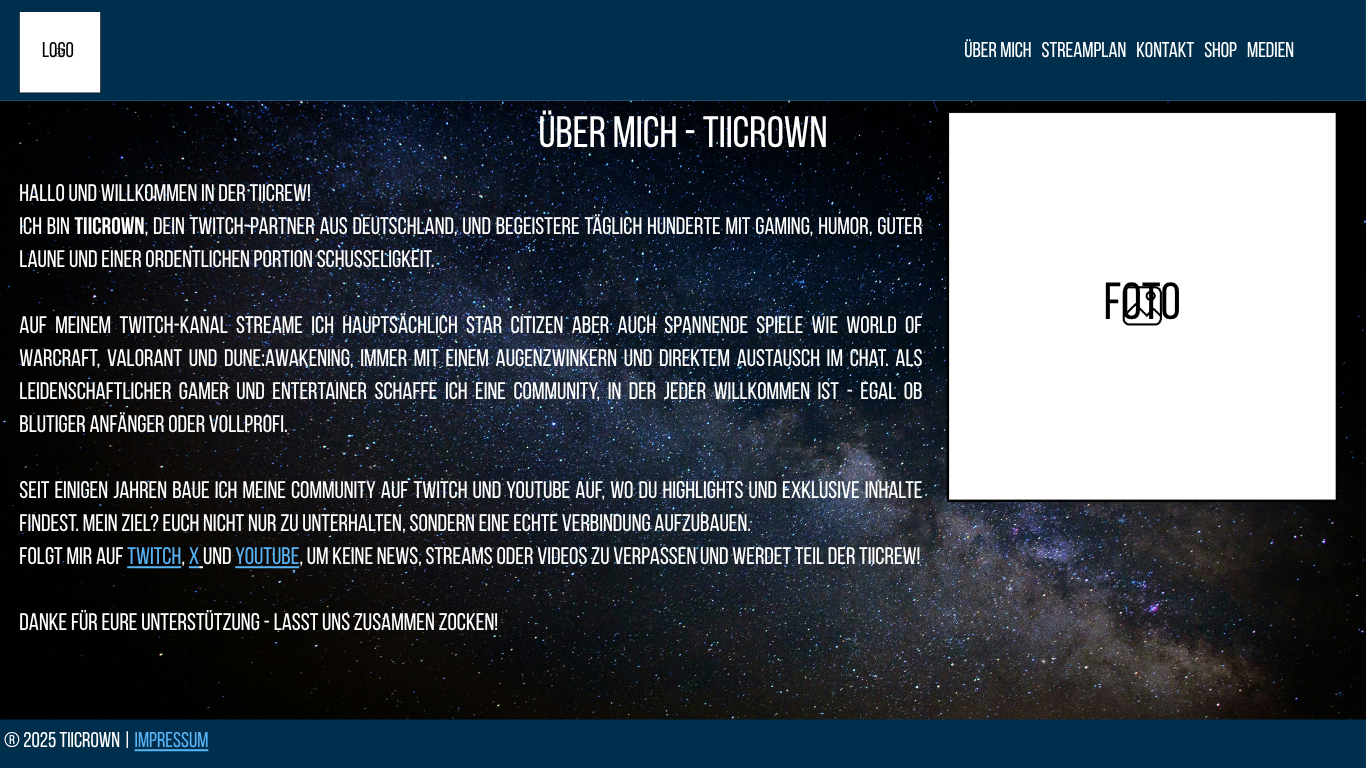 LOGO
ÜBER MICH STREAMPLAN KONTAKT SHOP MEDIEN
ÜBER MICH - TIICROWN
HALLO UND WILLKOMMEN IN DER TIICREW!
ICH BIN TIICROWN, DEIN TWITCH-PARTNER AUS DEUTSCHLAND, UND BEGEISTERE TÄGLICH HUNDERTE MIT GAMING, HUMOR, GUTER
LAUNE UND EINER ORDENTLICHEN PORTION SCHUSSELIGKEIT.
AUF MEINEM TWITCH-KANAL STREAME ICH HAUPTSÄCHLICH STAR CITIZEN ABER AUCH SPANNENDE SPIELE WIE WORLD OF
WARCRAFT, VALORANT UND DUNE:AWAKENING, IMMER MIT EINEM AUGENZWINKERN UND DIREKTEM AUSTAUSCH IM CHAT. ALS
LEIDENSCHAFTLICHER GAMER UND ENTERTAINER SCHAFFE ICH EINE COMMUNITY, IN DER JEDER WILLKOMMEN IST - EGAL OB
BLUTIGER ANFÄNGER ODER VOLLPROFI.
SEIT EINIGEN JAHREN BAUE ICH MEINE COMMUNITY AUF TWITCH UND YOUTUBE AUF, WO DU HIGHLIGHTS UND EXKLUSIVE INHALTE
FINDEST. MEIN ZIEL? EUCH NICHT NUR ZU UNTERHALTEN, SONDERN EINE ECHTE VERBINDUNG AUFZUBAUEN.
FOLGT MIR AUF TWITCH, X UND YOUTUBE, UM KEINE NEWS, STREAMS ODER VIDEOS ZU VERPASSEN UND WERDET TEIL DER TIICREW!
DANKE FÜR EURE UNTERSTÜTZUNG - LASST UNS ZUSAMMEN ZOCKEN!
FOTO
® 2025 TIICROWN | IMPRESSUM